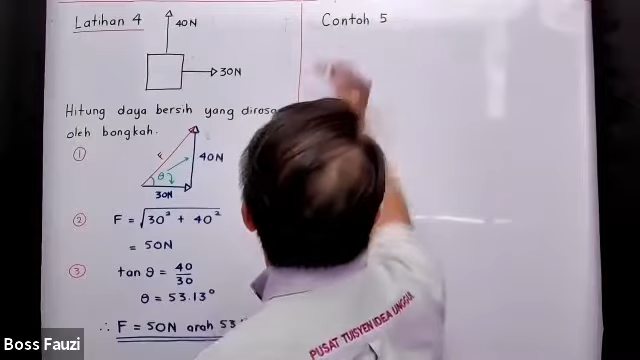 Latihan 4
40N
30N
Hitung daya bersih yang
oleh bongkah.
1
F
40N
θ
30N
2 F = √30² + 40²
= 50N
3 tan θ = 40/30
θ = 53.13°
∴ F = 50N arah 53
Contoh 5
PUSAT TUISYEN IDEA UNGGUL
Boss Fauzi